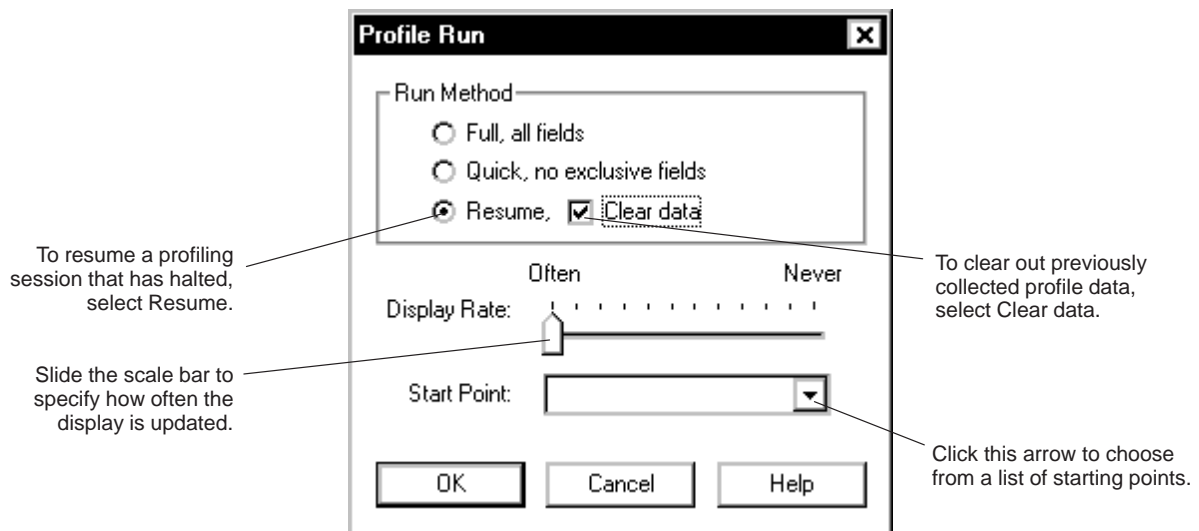 Profile Run
Run Method
Full, all fields
Quick, no exclusive fields
Resume, Clear data
To resume a profiling
session that has halted,
select Resume.
To clear out previously
collected profile data,
select Clear data.
Often Never
Display Rate:
Slide the scale bar to
specify how often the
display is updated.
Start Point:
Click this arrow to choose
from a list of starting points.
OK Cancel Help